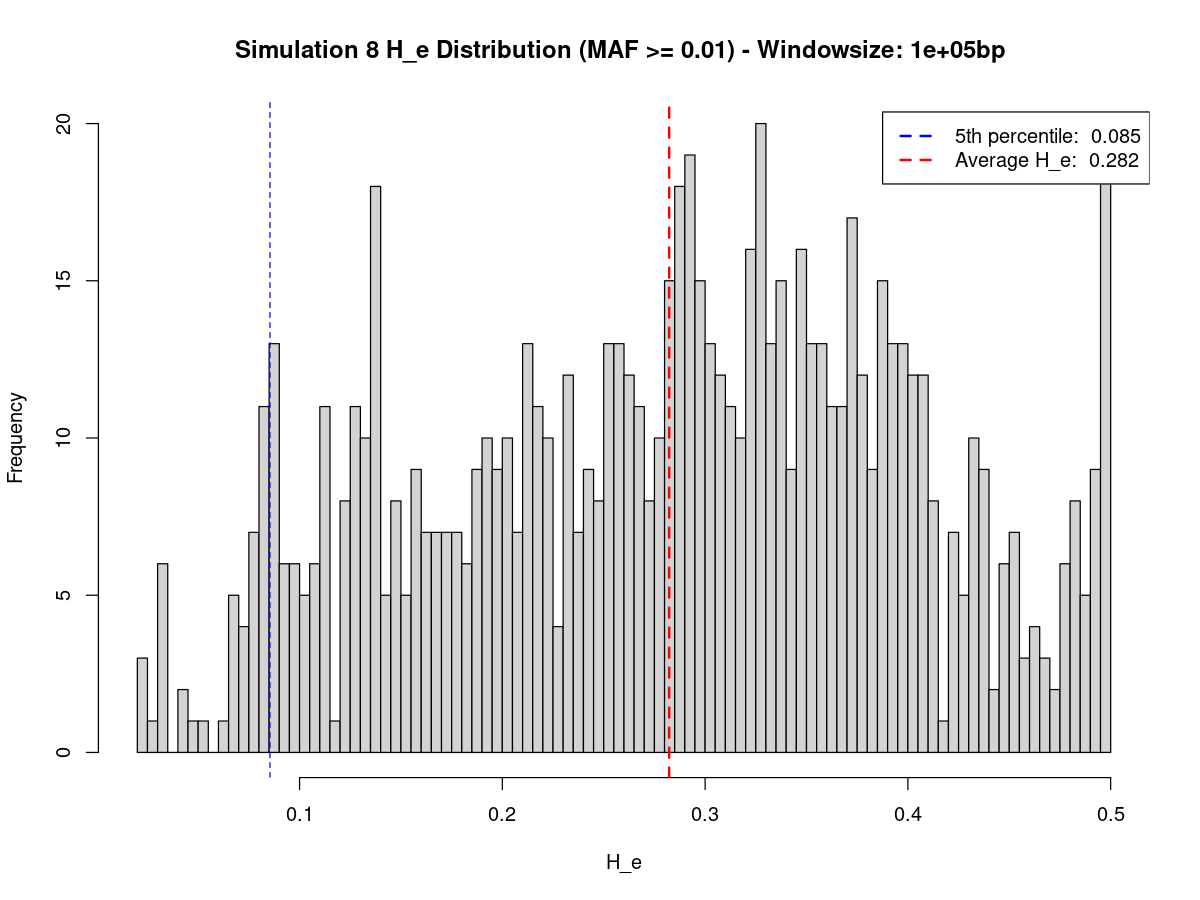 Simulation 8 H_e Distribution (MAF >= 0.01) - Windowsize: 1e+05bp
5th percentile: 0.085
Average H_e: 0.282
Frequency
20
15
10
5
0
0.1 0.2 0.3 0.4 0.5
H_e